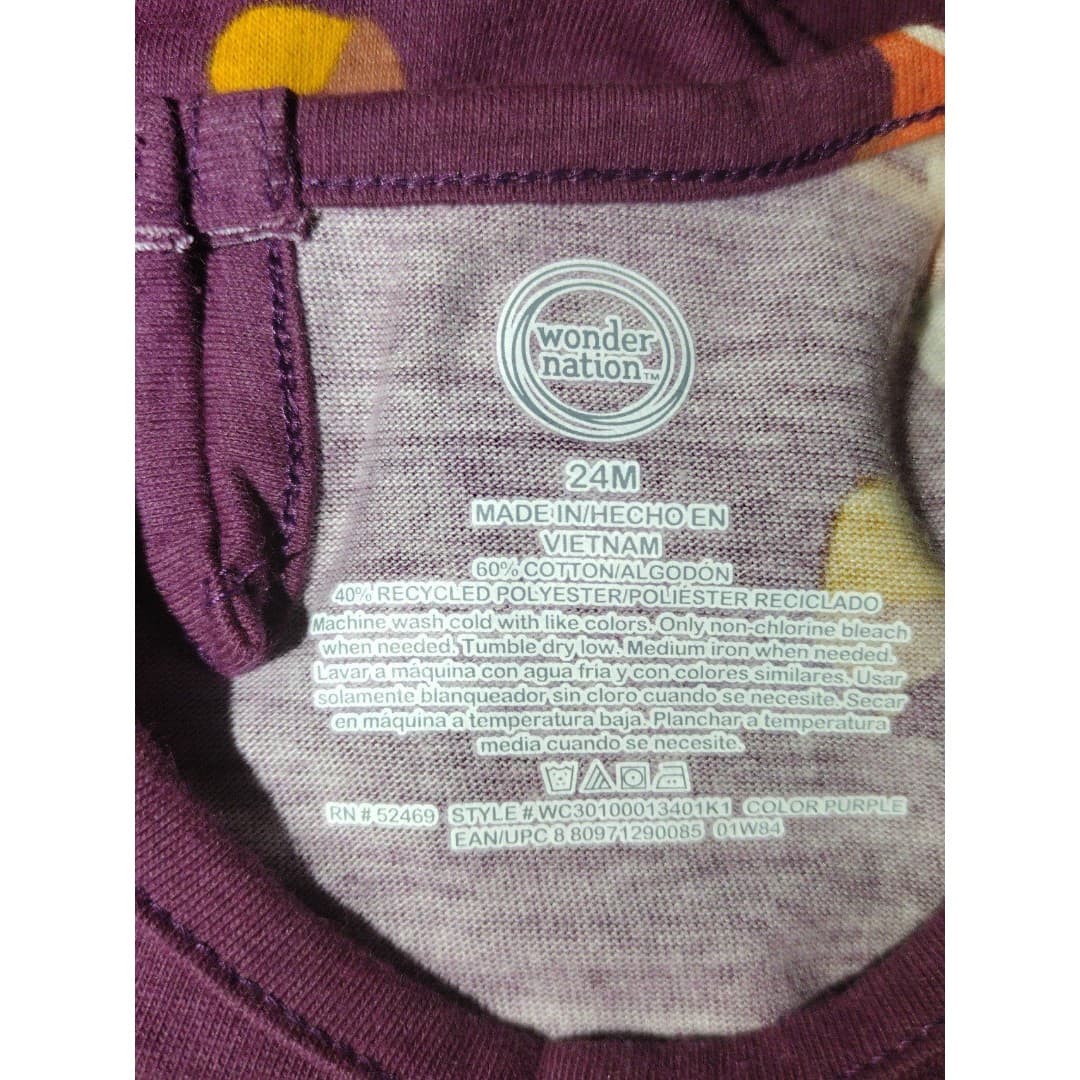 wonder
nation™
24M
MADE IN/HECHO EN
VIETNAM
60% COTTON/ALGODÓN
40% RECYCLED POLYESTER/POLIÉSTER RECICLADO
Machine wash cold with like colors. Only non-chlorine bleach
when needed. Tumble dry low. Medium iron when needed.
Lavar a máquina con agua fria y con colores similares. Usar
solamente blanqueador sin cloro cuando se necesite. Secar
en máquina a temperatura baja. Planchar a temperatura
media cuando se necesite.
RN # 52469 STYLE # WC30100013401K1 COLOR PURPLE
EAN/UPC 8 80971290085 01W84